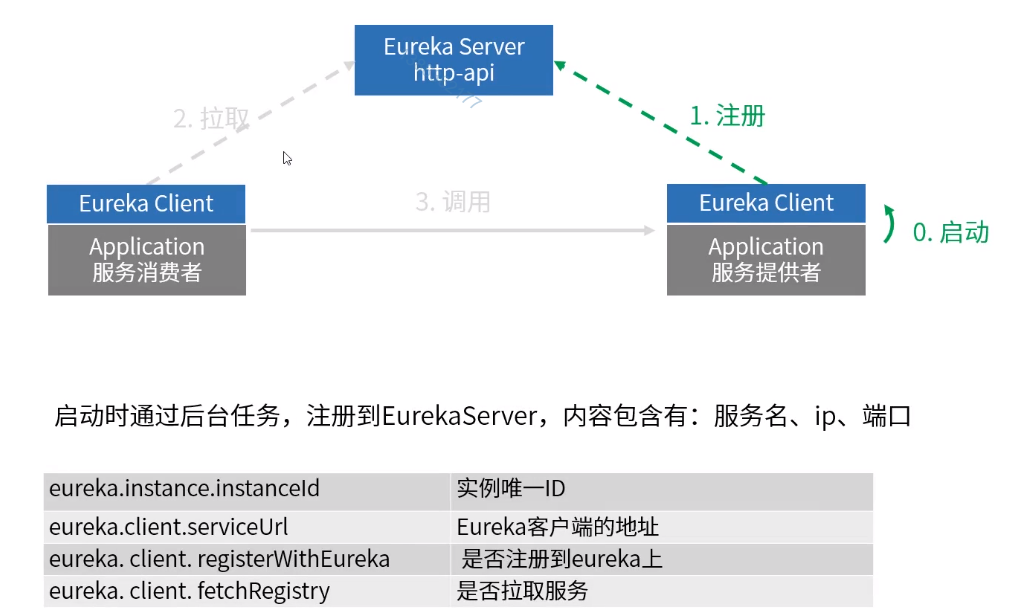 Eureka Server
http-api
2. 拉取
1. 注册
Eureka Client
3. 调用
Eureka Client
Application
服务消费者
Application
服务提供者
0. 启动
启动时通过后台任务，注册到EurekaServer，内容包含有：服务名、ip、端口
eureka.instance.instanceId 实例唯一ID
eureka.client.serviceUrl Eureka客户端的地址
eureka. client. registerWithEureka 是否注册到eureka上
eureka. client. fetchRegistry 是否拉取服务